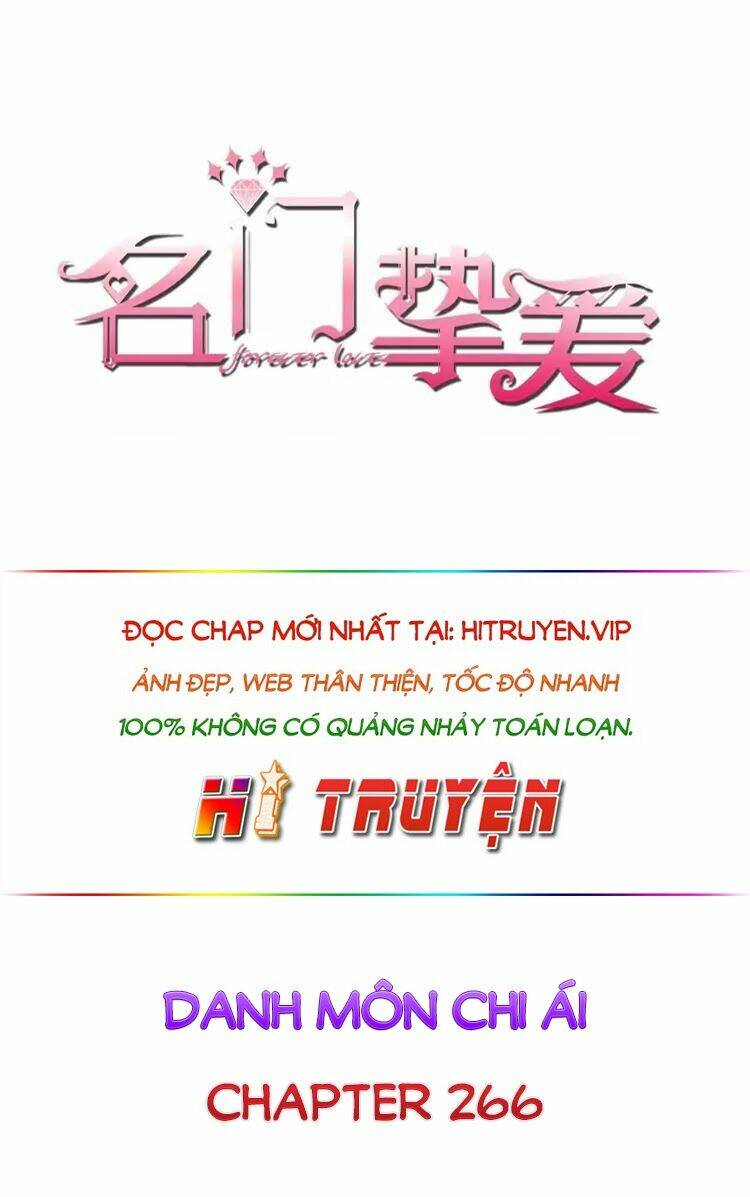 名门挚爱
forever love
ĐỌC CHAP MỚI NHẤT TẠI: HITRUYEN.VIP
ẢNH ĐẸP, WEB THÂN THIỆN, TỐC ĐỘ NHANH
100% KHÔNG CÓ QUẢNG NHẢY TOÁN LOẠN.
HI TRUYỆN
DANH MÔN CHI ÁI
CHAPTER 266